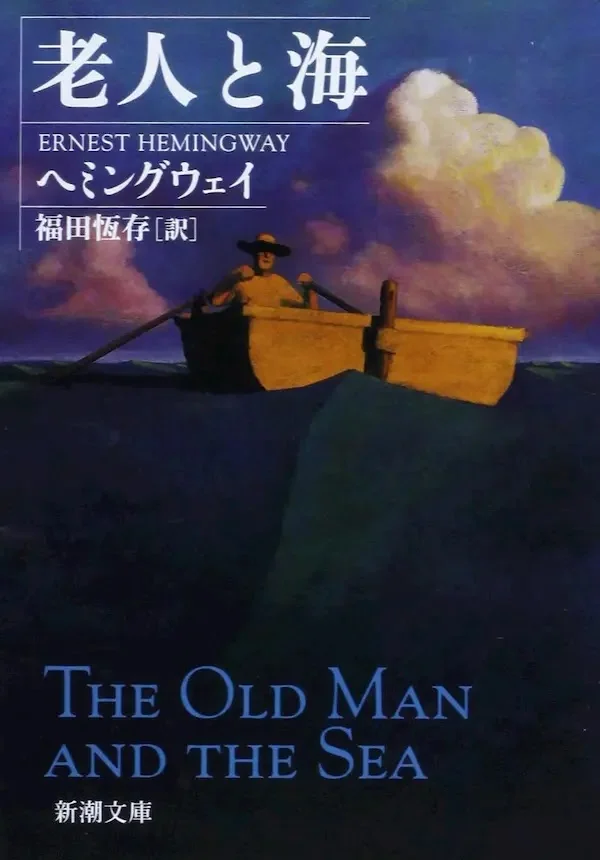 老人と海
ERNEST HEMINGWAY
ヘミングウェイ
福田恆存[訳]
THE OLD MAN
AND THE SEA
新潮文庫